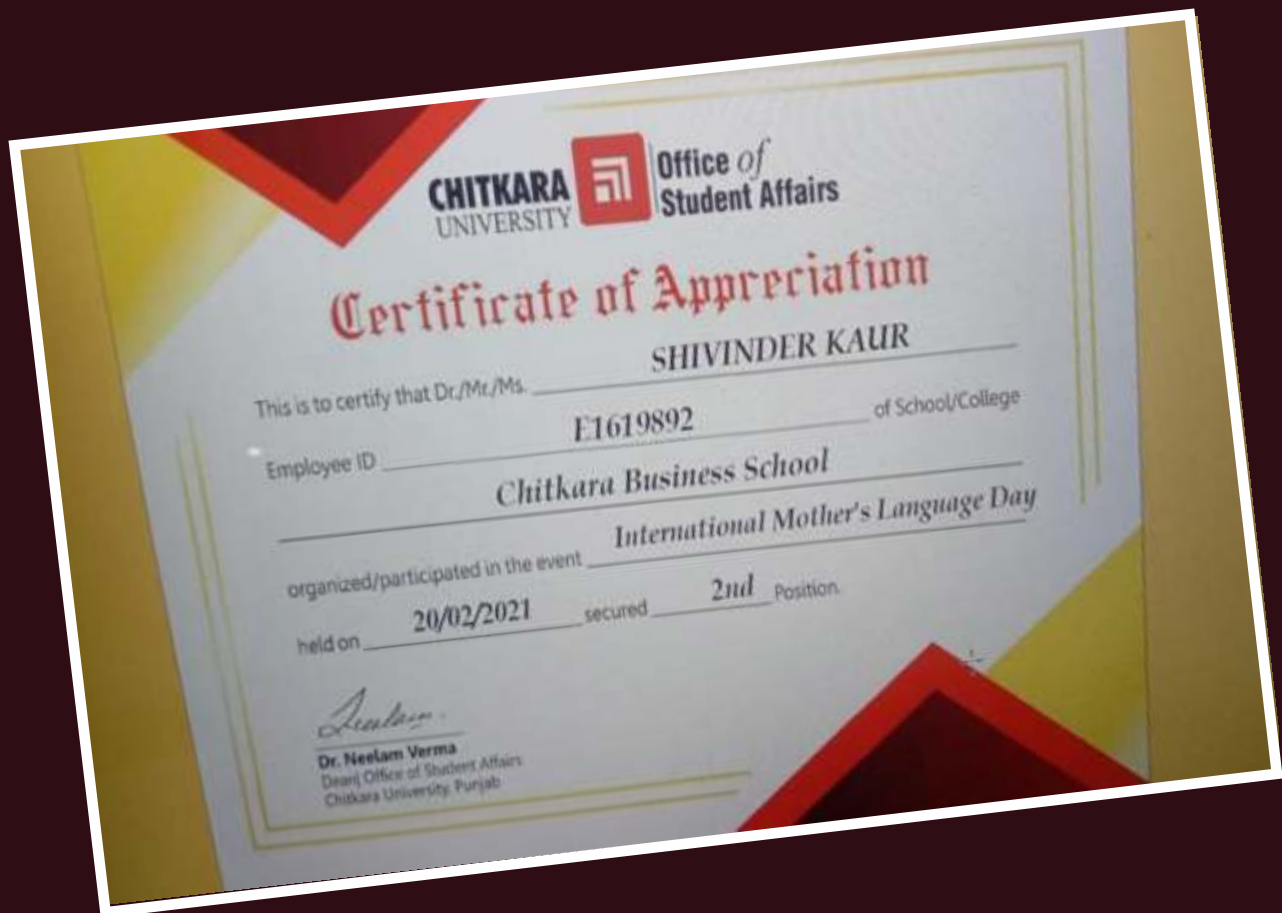 CHITKARA
UNIVERSITY
Office of
Student Affairs
Certificate of Appreciation
This is to certify that Dr./Mr./Ms. SHIVINDER KAUR
Employee ID E1619892 of School/College
Chitkara Business School
organized/participated in the event International Mother's Language Day
held on 20/02/2021 secured 2nd Position.
Neelam
Dr. Neelam Verma
Dean| Office of Student Affairs
Chitkara University, Punjab